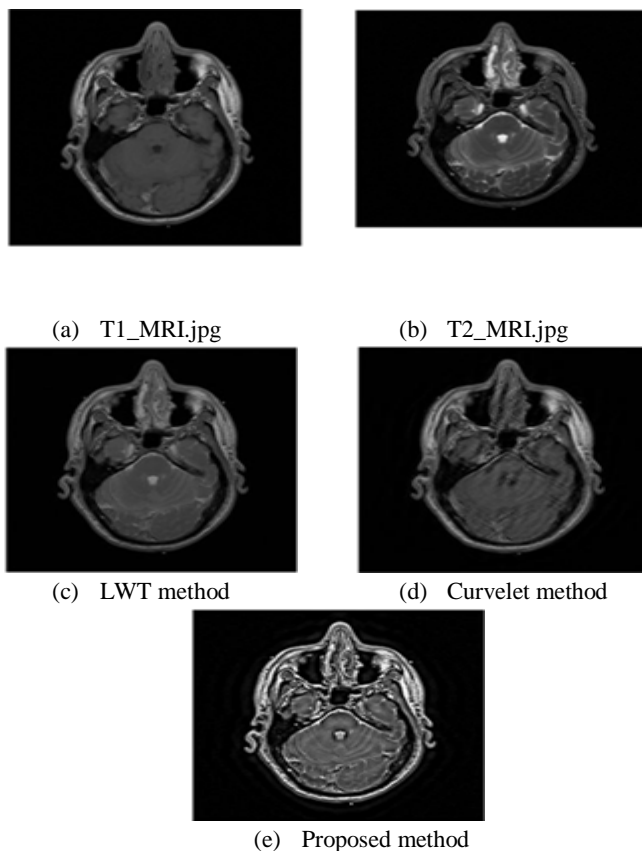 (a) T1_MRI.jpg
(b) T2_MRI.jpg
(c) LWT method
(d) Curvelet method
(e) Proposed method